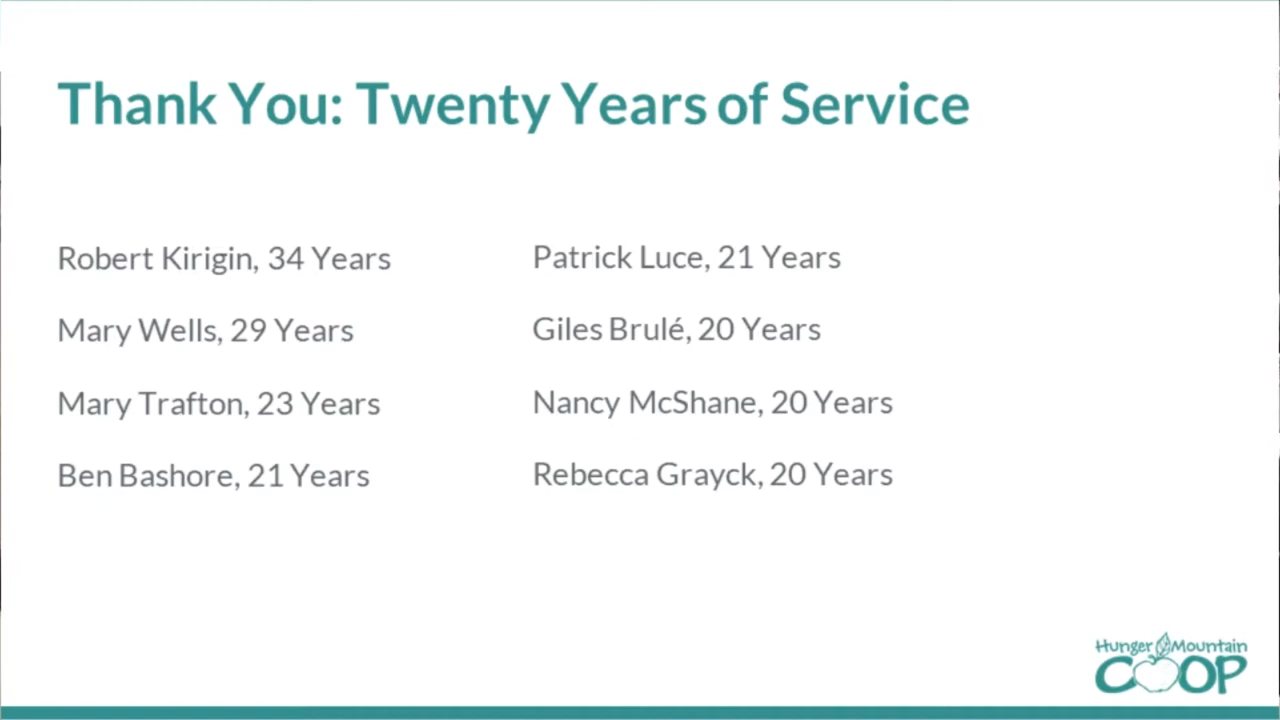 Thank You: Twenty Years of Service
Robert Kirigin, 34 Years
Mary Wells, 29 Years
Mary Trafton, 23 Years
Ben Bashore, 21 Years
Patrick Luce, 21 Years
Giles Brulé, 20 Years
Nancy McShane, 20 Years
Rebecca Grayck, 20 Years
Hunger Mountain
COOP